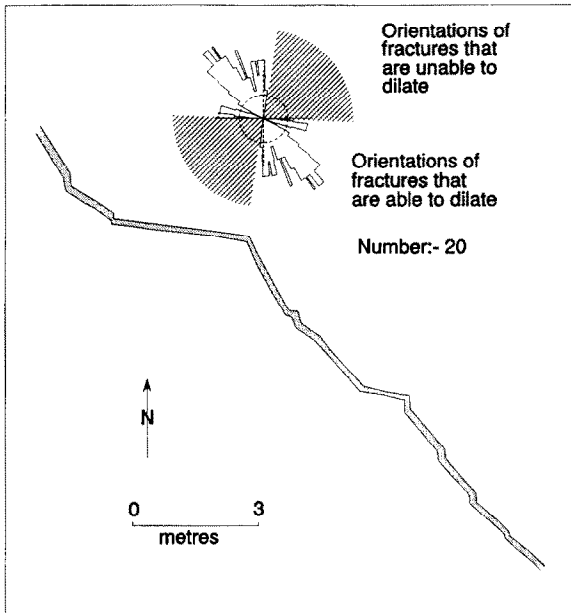 Orientations of
fractures that
are unable to
dilate
Orientations of
fractures that
are able to dilate
Number:- 20
N
0 3
metres